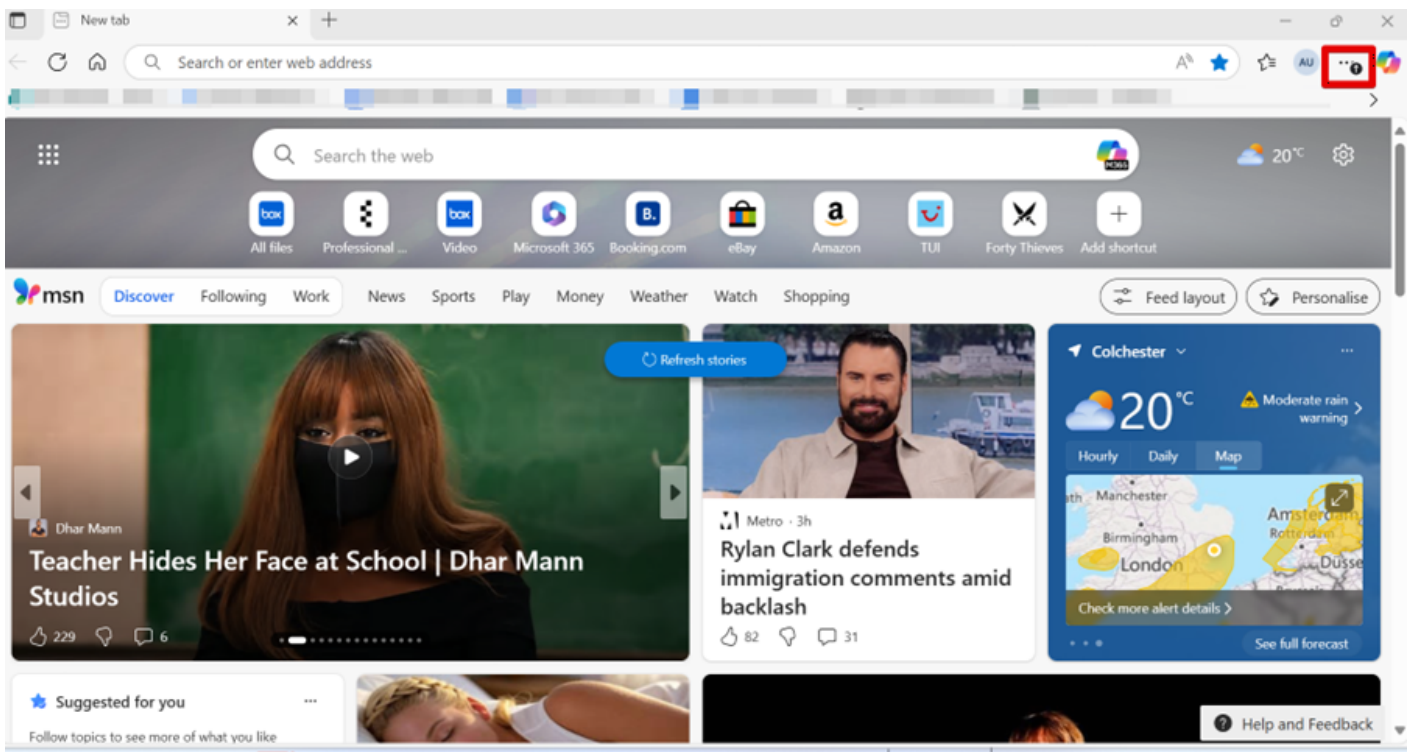 New tab
Search or enter web address
AU
Search the web
M365
20°C
box
box
B.
a
All files
Professional ...
Video
Microsoft 365
Booking.com
eBay
Amazon
TUI
Forty Thieves
Add shortcut
msn
Discover
Following
Work
News
Sports
Play
Money
Weather
Watch
Shopping
Feed layout
Personalise
Refresh stories
Dhar Mann
Teacher Hides Her Face at School | Dhar Mann
Studios
229
6
Metro · 3h
Rylan Clark defends
immigration comments amid
backlash
82
31
Colchester
20°C
Moderate rain
warning
Hourly
Daily
Map
Manchester
Birmingham
London
Amsterdam
Rotterdam
Düsse
Check more alert details
See full forecast
Suggested for you
Follow topics to see more of what you like
Help and Feedback